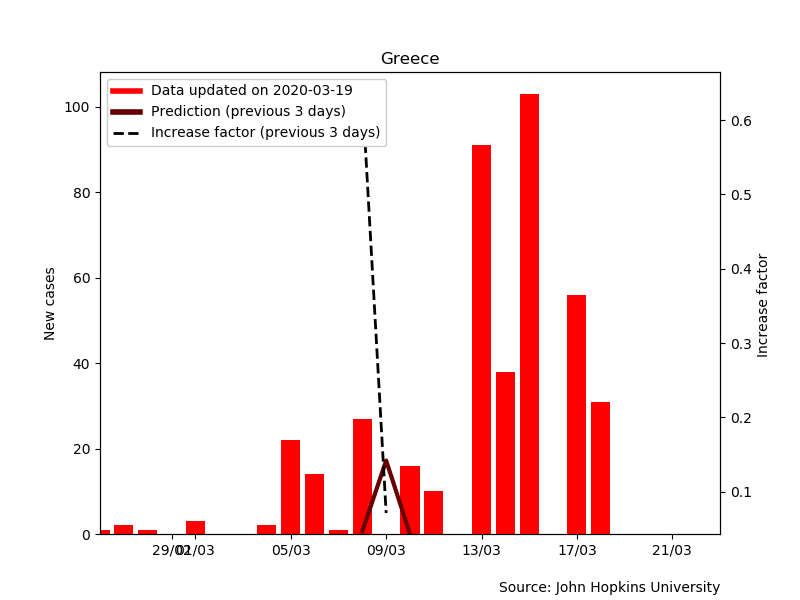 Greece
Data updated on 2020-03-19
Prediction (previous 3 days)
Increase factor (previous 3 days)
100
80
60
40
20
0
New cases
0.6
0.5
0.4
0.3
0.2
0.1
Increase factor
29/02 01/03 05/03 09/03 13/03 17/03 21/03
Source: John Hopkins University